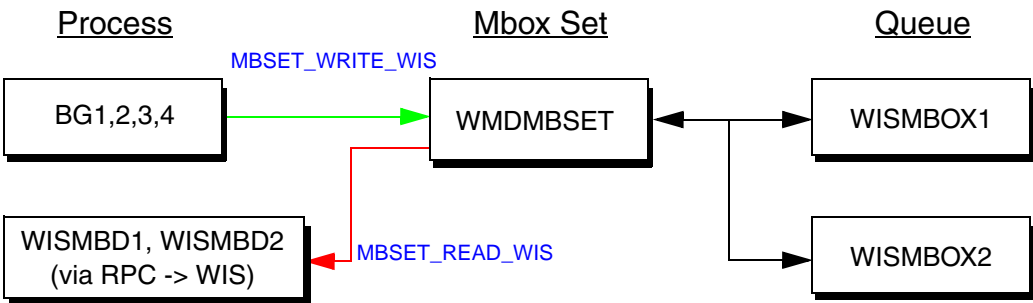 Process
Mbox Set
Queue
MBSET_WRITE_WIS
BG1,2,3,4
WMDMBSET
WISMBOX1
WISMBD1, WISMBD2
(via RPC -> WIS)
MBSET_READ_WIS
WISMBOX2